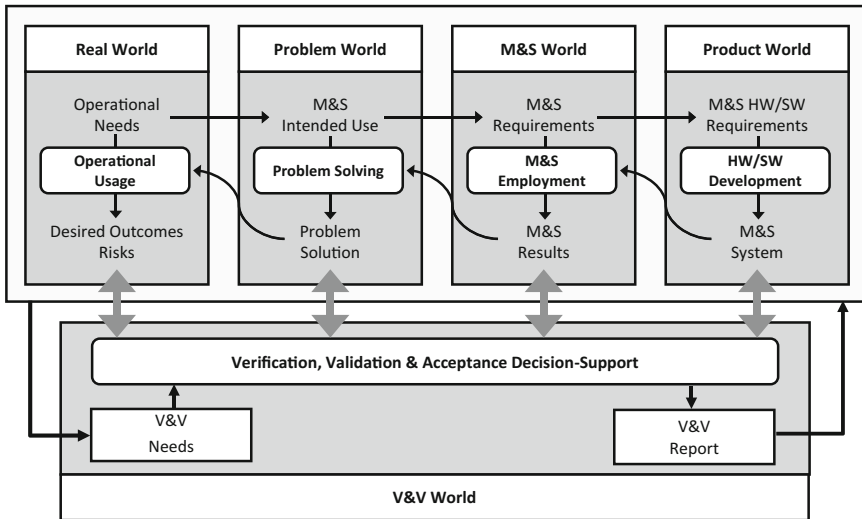 Real World
Problem World
M&S World
Product World
Operational
Needs
M&S
Intended Use
M&S
Requirements
M&S HW/SW
Requirements
Operational
Usage
Problem Solving
M&S
Employment
HW/SW
Development
Desired Outcomes
Risks
Problem
Solution
M&S
Results
M&S
System
Verification, Validation & Acceptance Decision-Support
V&V
Needs
V&V
Report
V&V World